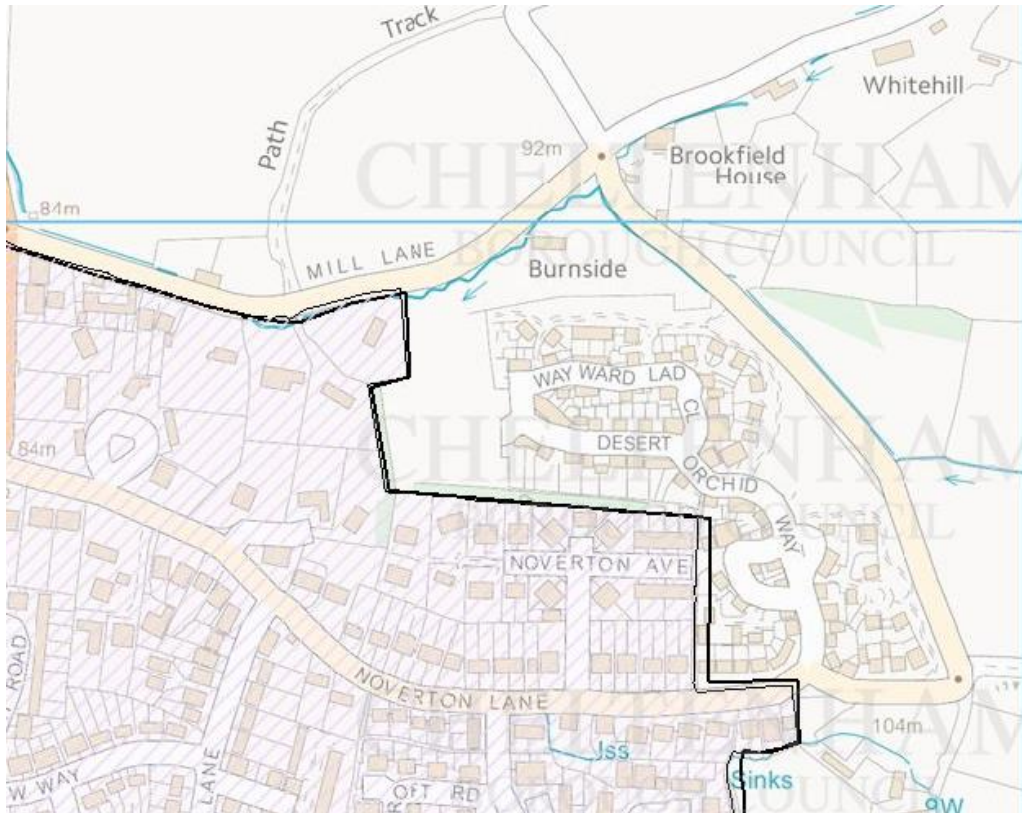 Track
Whitehill
Path
92m
CHELTENHAM
Brookfield
House
84m
BOROUGH COUNCIL
MILL LANE
Burnside
WAY WARD LAD
CL
84m
CHELTENHAM
DESERT
ORCHID
WAY
BOROUGH COUNCIL
NOVERTON AVE
ROAD
NOVERTON LANE
CHELTENHAM
104m
Iss
LANE
Sinks
W WAY
OFT RD
BOROUGH COUNCIL
9W